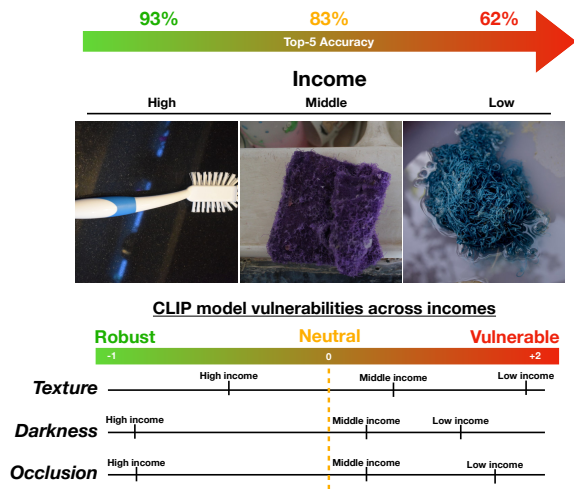 93% 83% 62%
Top-5 Accuracy
Income
High Middle Low
CLIP model vulnerabilities across incomes
Robust Neutral Vulnerable
-1 0 +2
Texture High income Middle income Low income
Darkness High income Middle income Low income
Occlusion High income Middle income Low income